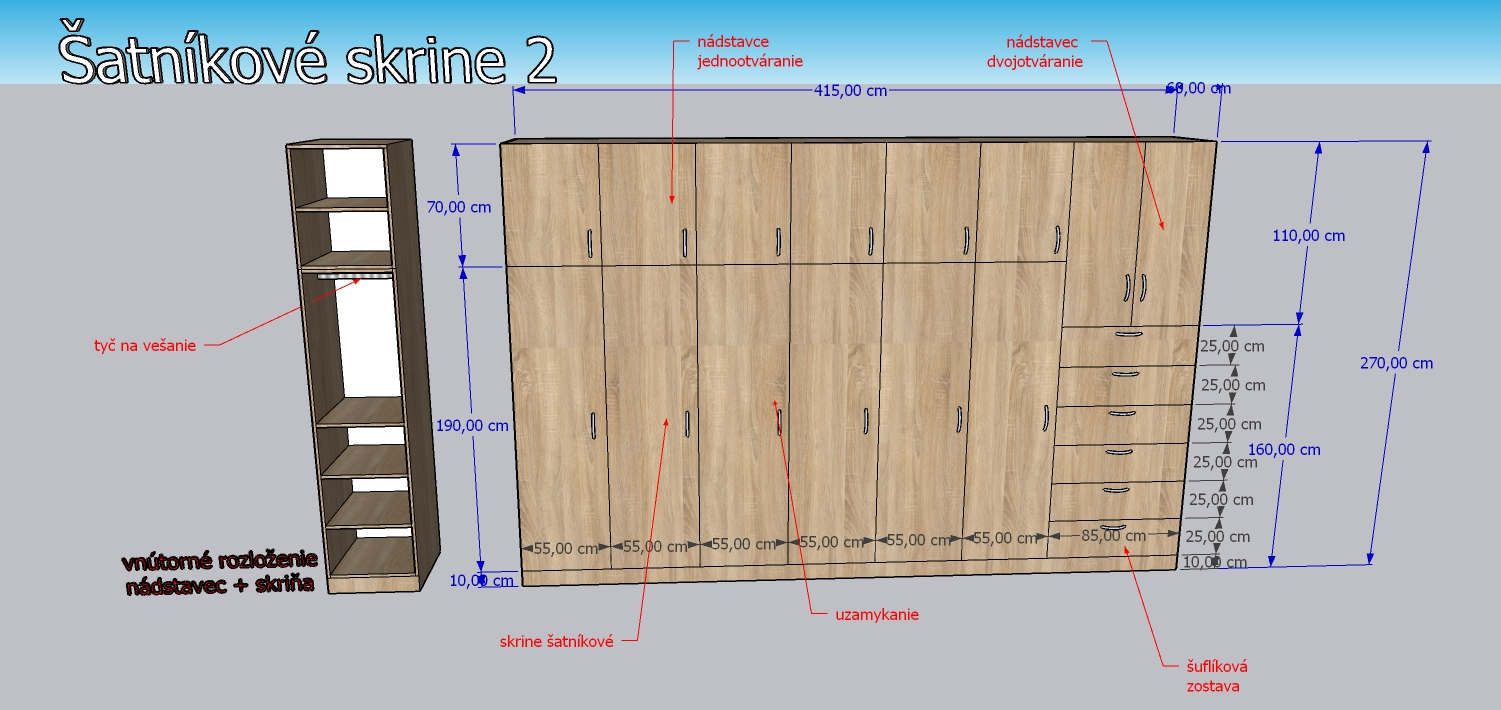 Šatníkové skrine 2
nádstavce
jednootváranie
nádstavec
dvojotváranie
415,00 cm
60,00 cm
70,00 cm
110,00 cm
tyč na vešanie
25,00 cm
270,00 cm
25,00 cm
190,00 cm
25,00 cm
160,00 cm
25,00 cm
25,00 cm
55,00 cm
55,00 cm
55,00 cm
55,00 cm
55,00 cm
55,00 cm
85,00 cm
25,00 cm
vnútorné rozloženie
nádstavec + skriňa
10,00 cm
10,00 cm
uzamykanie
skrine šatníkové
šuflíková
zostava